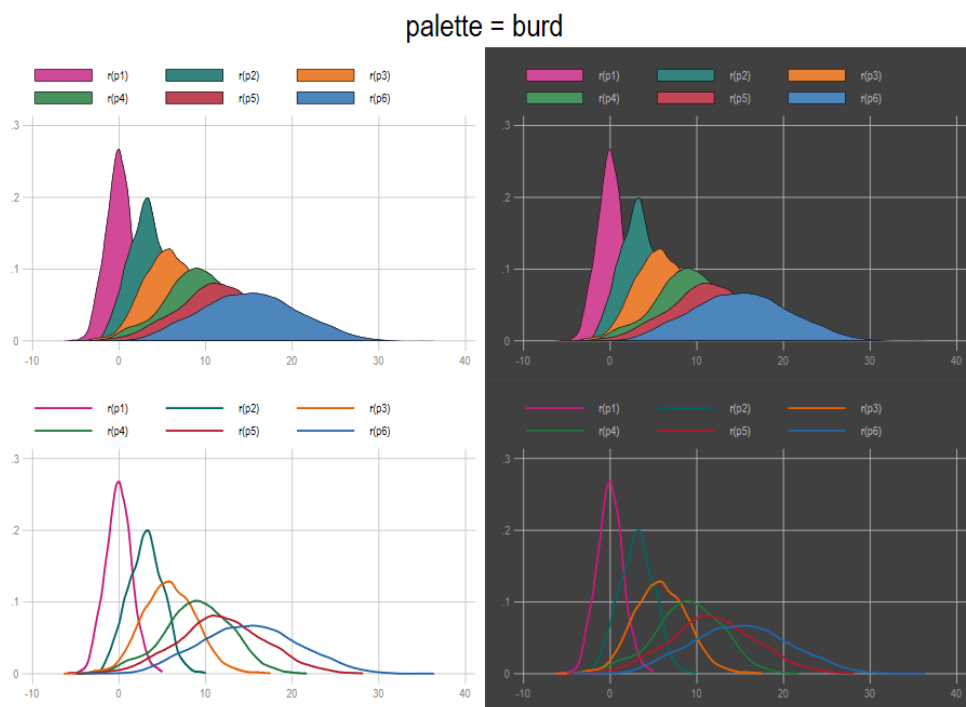 palette = burd
r(p1) r(p2) r(p3)
r(p4) r(p5) r(p6)
.3
.2
.1
0
-10 0 10 20 30 40
r(p1) r(p2) r(p3)
r(p4) r(p5) r(p6)
.3
.2
.1
0
-10 0 10 20 30 40
r(p1) r(p2) r(p3)
r(p4) r(p5) r(p6)
.3
.2
.1
0
-10 0 10 20 30 40
r(p1) r(p2) r(p3)
r(p4) r(p5) r(p6)
.3
.2
.1
0
-10 0 10 20 30 40